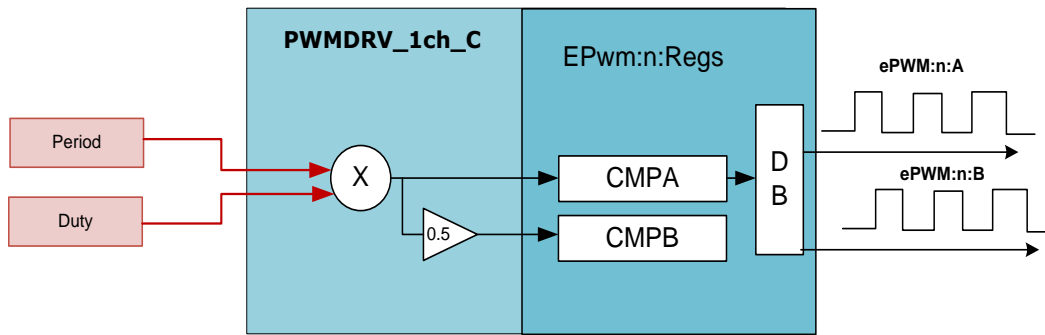 PWMDRV_1ch_C
EPwm:n:Regs
ePWM:n:A
Period
Duty
X
0.5
CMPA
CMPB
D
B
ePWM:n:B